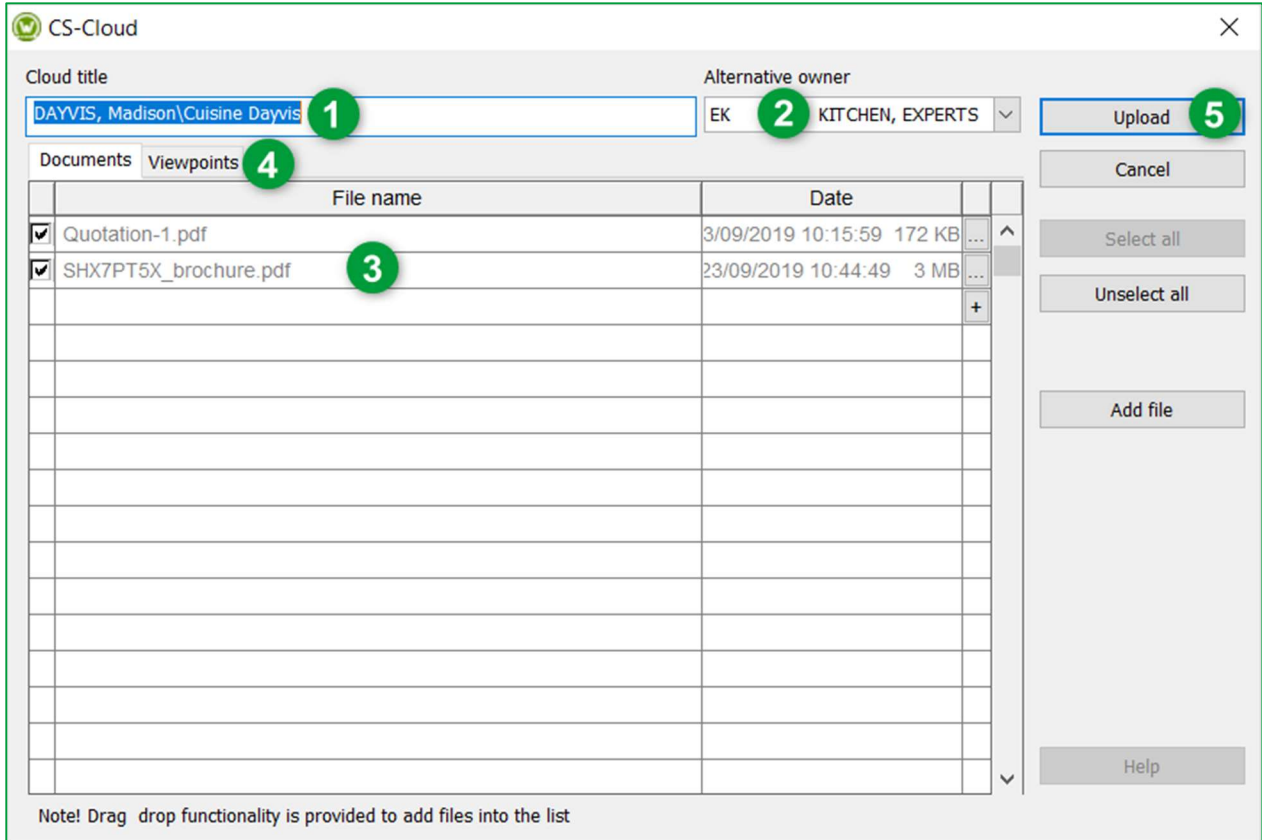 CS-Cloud
Cloud title
Alternative owner
DAYVIS, Madison\Cuisine Dayvis 1
EK 2 KITCHEN, EXPERTS
Upload 5
Documents Viewpoints 4
Cancel
File name Date
Quotation-1.pdf 3/09/2019 10:15:59 172 KB ...
Select all
SHX7PT5X_brochure.pdf 3 23/09/2019 10:44:49 3 MB ...
Unselect all
+
Add file
Help
Note! Drag drop functionality is provided to add files into the list